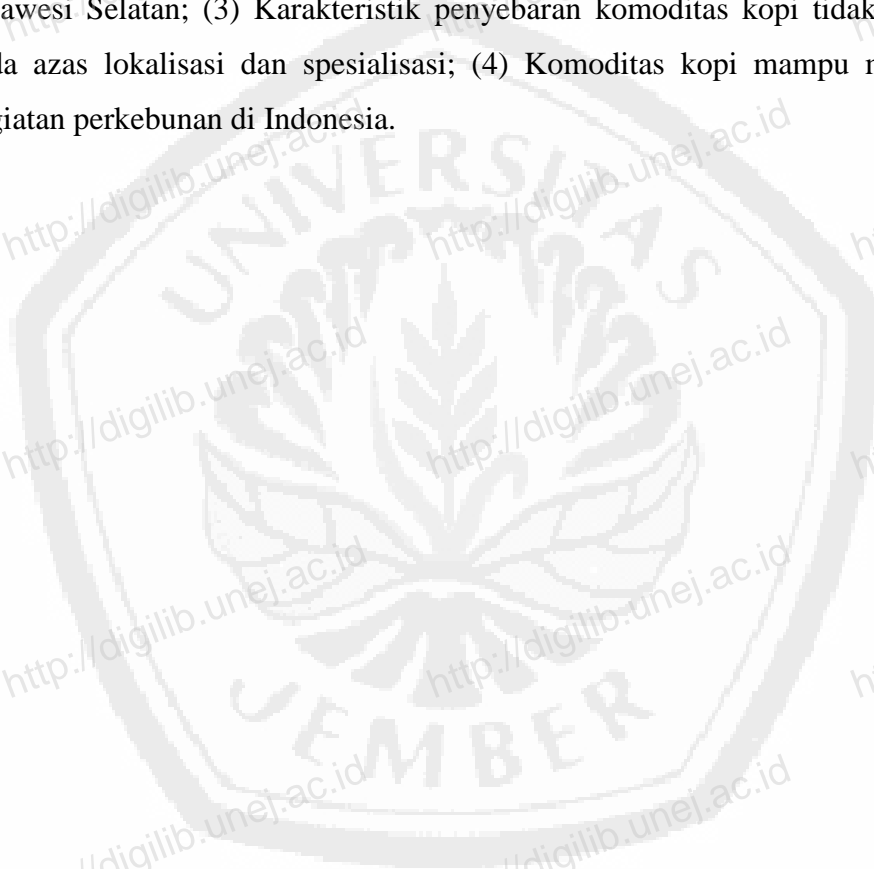 awesi Selatan; (3) Karakteristik penyebaran komoditas kopi tidak
da azas lokalisasi dan spesialisasi; (4) Komoditas kopi mampu
giatan perkebunan di Indonesia.
http://digilib.unej.ac.id
http://digilib.unej.ac.id
UNIVERSITAS
http://digilib.unej.ac.id
http://digilib.unej.ac.id
http://digilib.unej.ac.id
http://digilib.unej.ac.id
JEMBER
http://digilib.unej.ac.id
http://digilib.unej.ac.id